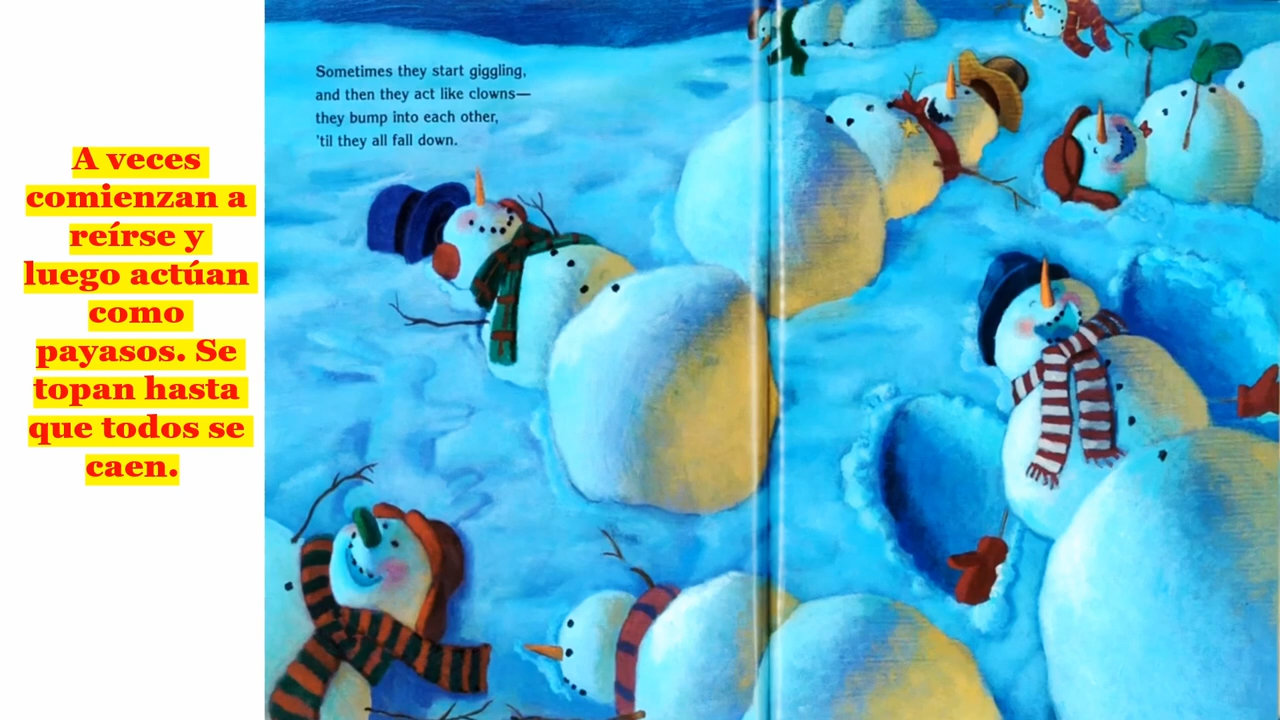 A veces
comienzan a
reírse y
luego actúan
como
payasos. Se
topan hasta
que todos se
caen.
Sometimes they start giggling,
and then they act like clowns—
they bump into each other,
'til they all fall down.